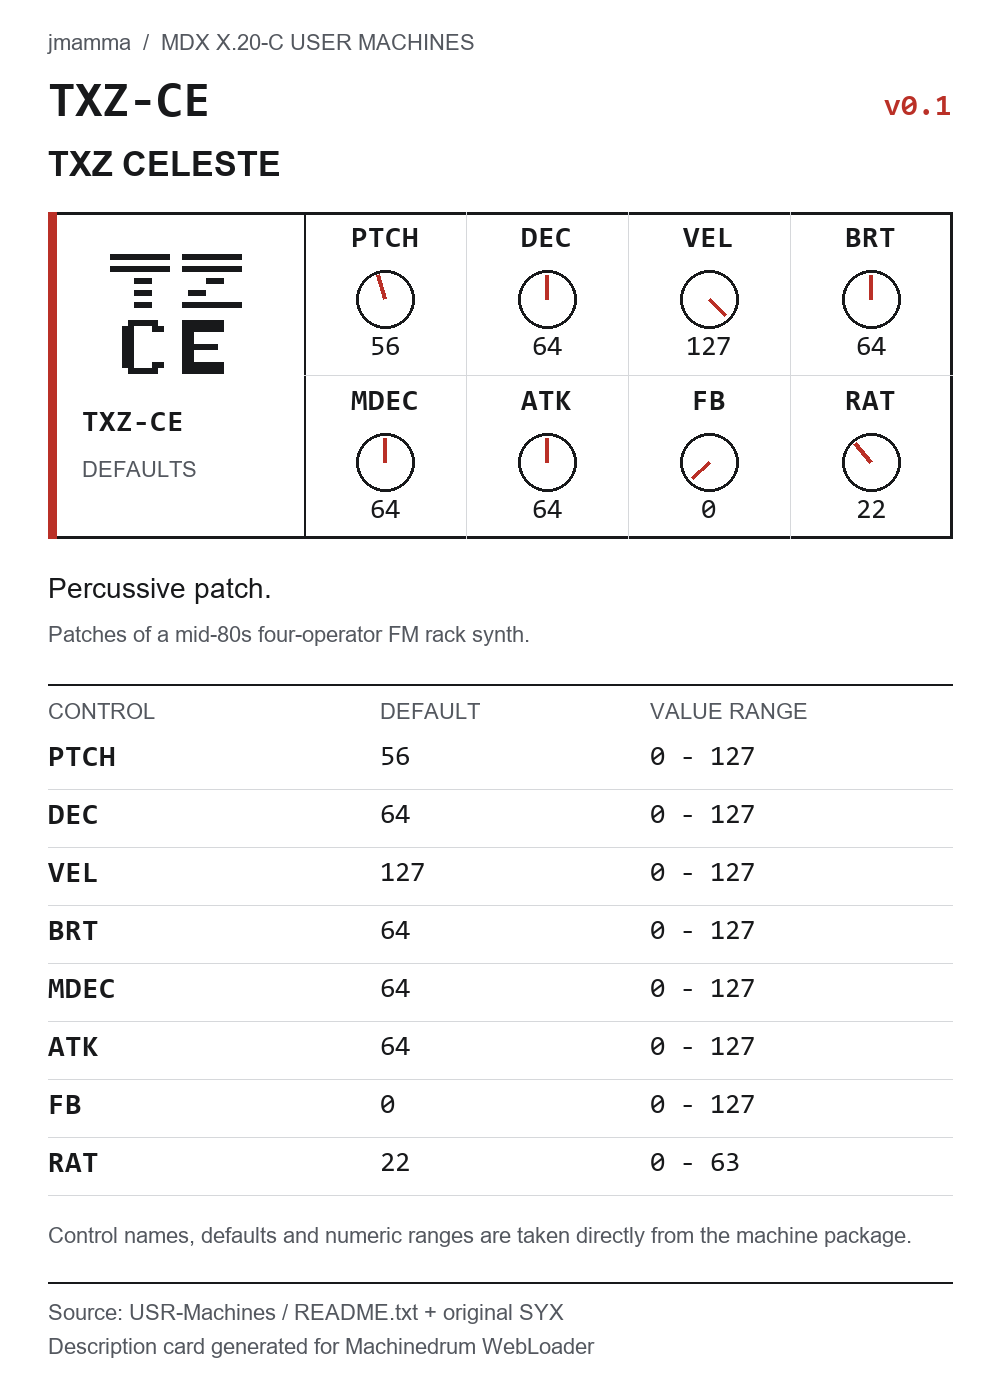 jmamma / MDX X.20-C USER MACHINES
TXZ-CE
v0.1
TXZ CELESTE
TZ
CE
TXZ-CE
DEFAULTS
PTCH DEC VEL BRT
56 64 127 64
MDEC ATK FB RAT
64 64 0 22
Percussive patch.
Patches of a mid-80s four-operator FM rack synth.
CONTROL DEFAULT VALUE RANGE
PTCH 56 0 - 127
DEC 64 0 - 127
VEL 127 0 - 127
BRT 64 0 - 127
MDEC 64 0 - 127
ATK 64 0 - 127
FB 0 0 - 127
RAT 22 0 - 63
Control names, defaults and numeric ranges are taken directly from the machine package.
Source: USR-Machines / README.txt + original SYX
Description card generated for Machinedrum WebLoader